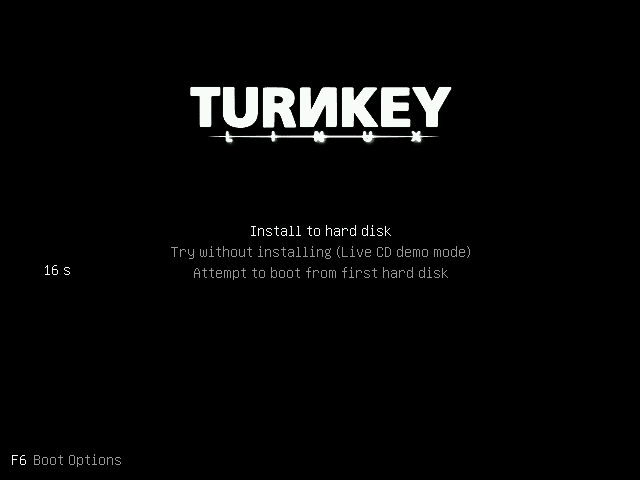 TURNKEY
LINUX
Install to hard disk
Try without installing (Live CD demo mode)
16 s
Attempt to boot from first hard disk
F6 Boot Options